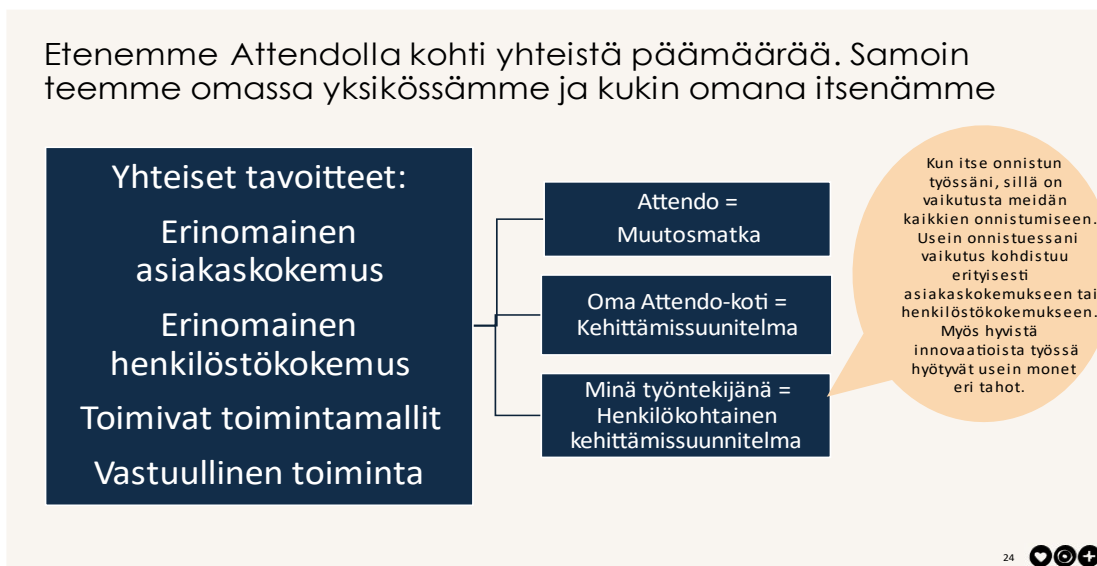 Etenemme Attendolla kohti yhteistä päämäärää. Samoin
teemme omassa yksikössämme ja kukin omana itsenämme
Yhteiset tavoitteet:
Erinomainen
asiakaskokemus
Erinomainen
henkilöstökokemus
Toimivat toimintamallit
Vastuullinen toiminta
Attendo =
Muutosmatka
Oma Attendo-koti =
Kehittämissuunitelma
Minä työntekijänä =
Henkilökohtainen
kehittämissuunnitelma
Kun itse onnistun
työssäni, sillä on
vaikutusta meidän
kaikkien onnistumiseen.
Usein onnistuessani
vaikutus kohdistuu
erityisesti
asiakaskokemukseen tai
henkilöstökokemukseen.
Myös hyvistä
innovaatioista työssä
hyötyvät usein monet
eri tahot.
24